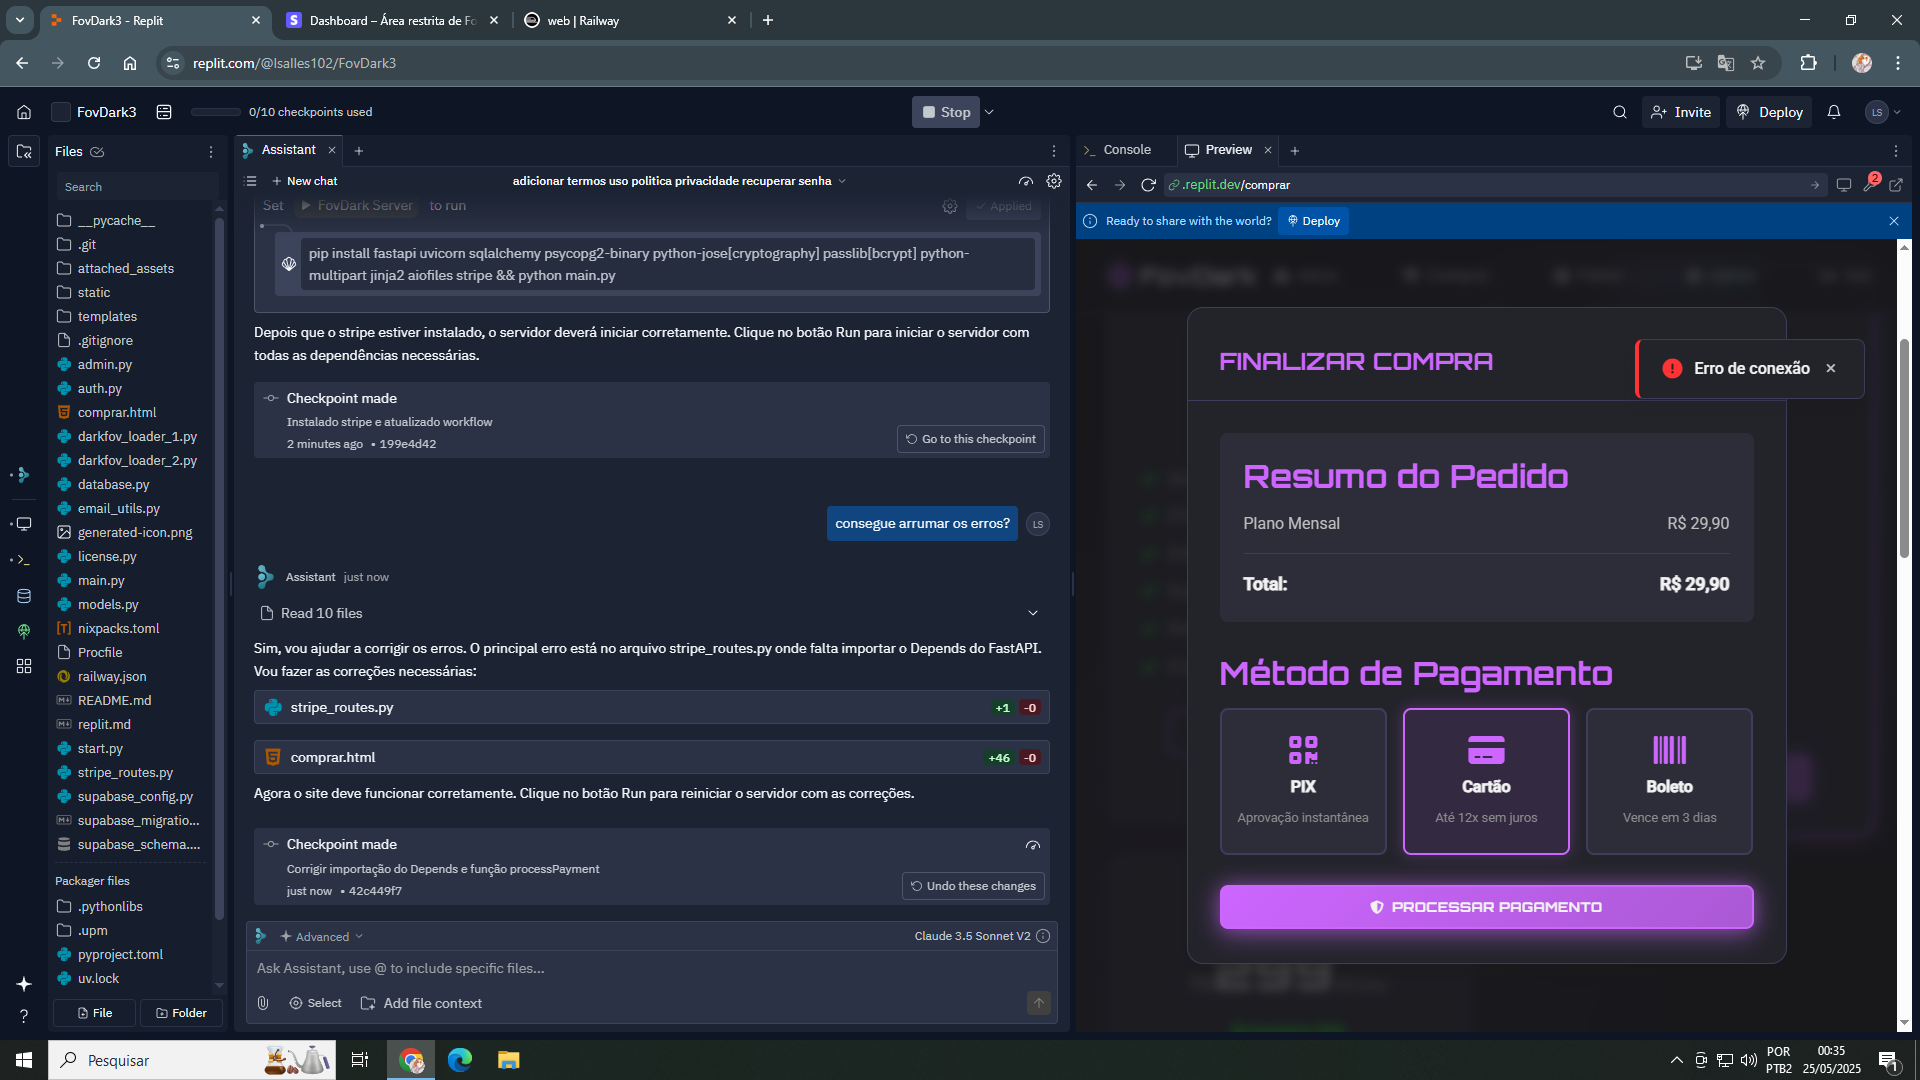 FovDark3 - Replit
Dashboard – Área restrita de Fo
web | Railway
replit.com/@lsalles102/FovDark3
FovDark3
0/10 checkpoints used
Stop
Invite
Deploy
LS
Files
Search
__pycache__
.git
attached_assets
static
templates
.gitignore
admin.py
auth.py
comprar.html
darkfov_loader_1.py
darkfov_loader_2.py
database.py
email_utils.py
generated-icon.png
license.py
main.py
models.py
nixpacks.toml
Procfile
railway.json
README.md
replit.md
start.py
stripe_routes.py
supabase_config.py
supabase_migratio...
supabase_schema....
Packager files
.pythonlibs
.upm
pyproject.toml
uv.lock
File
Folder
Assistant
New chat
adicionar termos uso politica privacidade recuperar senha
Set
FovDark Server
to run
Applied
pip install fastapi uvicorn sqlalchemy psycopg2-binary python-jose[cryptography] passlib[bcrypt] python-
multipart jinja2 aiofiles stripe && python main.py
Depois que o stripe estiver instalado, o servidor deverá iniciar corretamente. Clique no botão Run para iniciar o servidor com
todas as dependências necessárias.
Checkpoint made
Instalado stripe e atualizado workflow
2 minutes ago • 199e4d42
Go to this checkpoint
consegue arrumar os erros?
LS
Assistant just now
Read 10 files
Sim, vou ajudar a corrigir os erros. O principal erro está no arquivo stripe_routes.py onde falta importar o Depends do FastAPI.
Vou fazer as correções necessárias:
stripe_routes.py
+1 -0
comprar.html
+46 -0
Agora o site deve funcionar corretamente. Clique no botão Run para reiniciar o servidor com as correções.
Checkpoint made
Corrigir importação do Depends e função processPayment
just now • 42c449f7
Undo these changes
Advanced
Claude 3.5 Sonnet V2
Ask Assistant, use @ to include specific files...
Select
Add file context
Console
Preview
.replit.dev/comprar
2
Ready to share with the world?
Deploy
FovDark
FINALIZAR COMPRA
Erro de conexão
Resumo do Pedido
Plano Mensal
R$ 29,90
Total:
R$ 29,90
Método de Pagamento
PIX
Aprovação instantânea
Cartão
Até 12x sem juros
Boleto
Vence em 3 dias
PROCESSAR PAGAMENTO
Pesquisar
POR
PTB2
00:35
25/05/2025
1